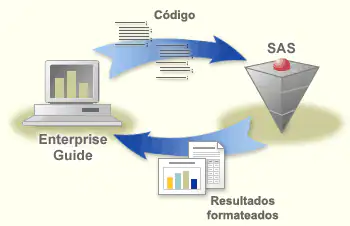 Código
SAS
Enterprise
Guide
Resultados
formateados